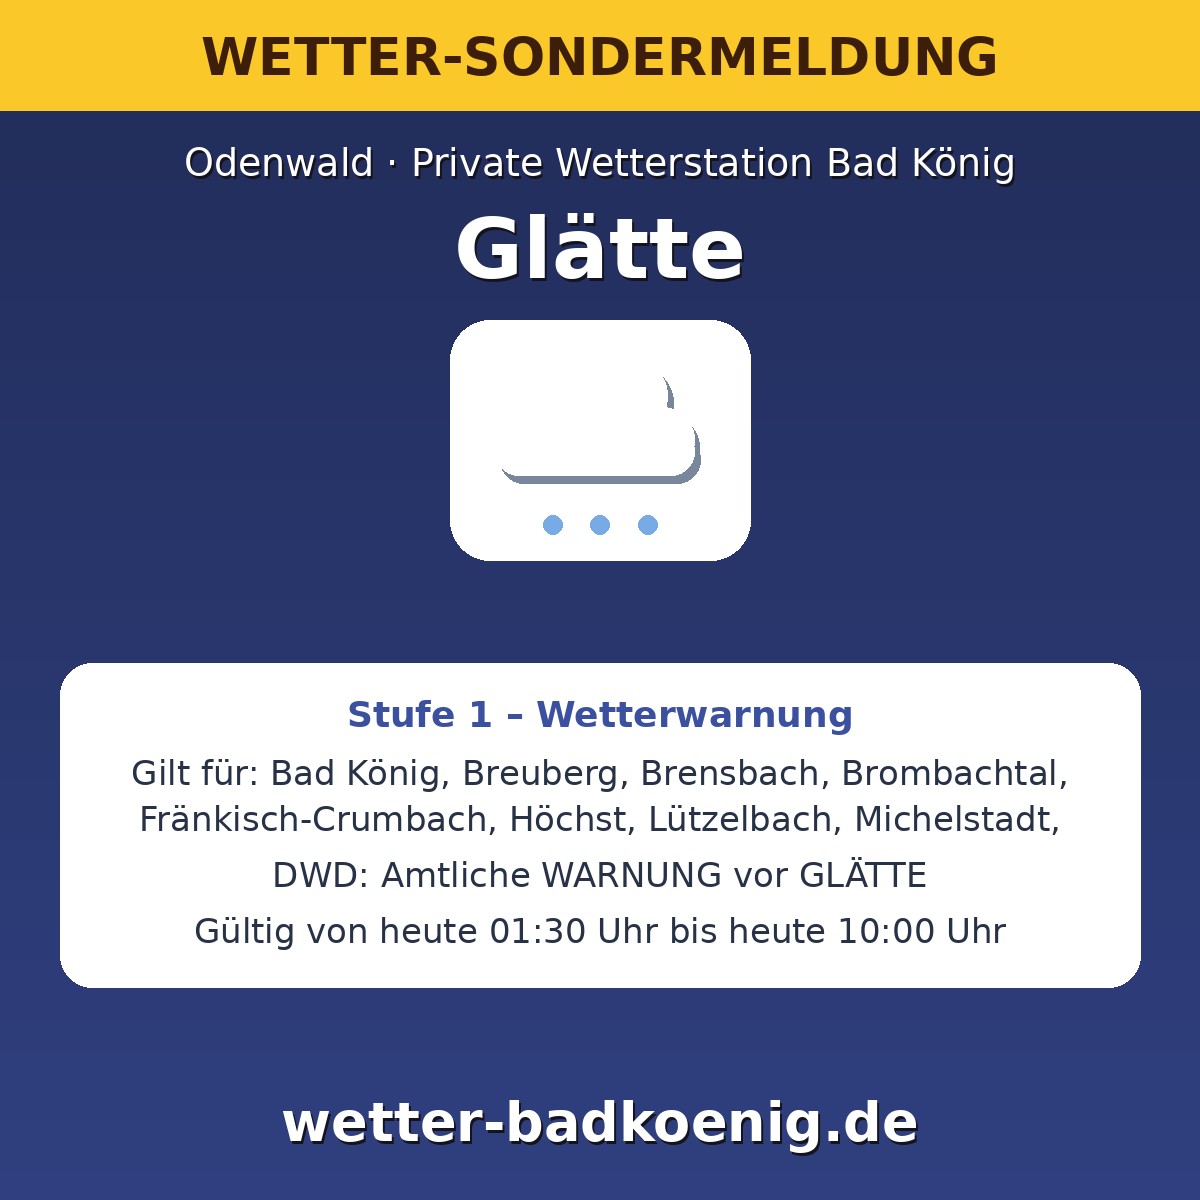 WETTER-SONDERMELDUNG
Odenwald · Private Wetterstation Bad König
Glätte
Stufe 1 – Wetterwarnung
Gilt für: Bad König, Breuberg, Brensbach, Brombachtal,
Fränkisch-Crumbach, Höchst, Lützelbach, Michelstadt,
DWD: Amtliche WARNUNG vor GLÄTTE
Gültig von heute 01:30 Uhr bis heute 10:00 Uhr
wetter-badkoenig.de